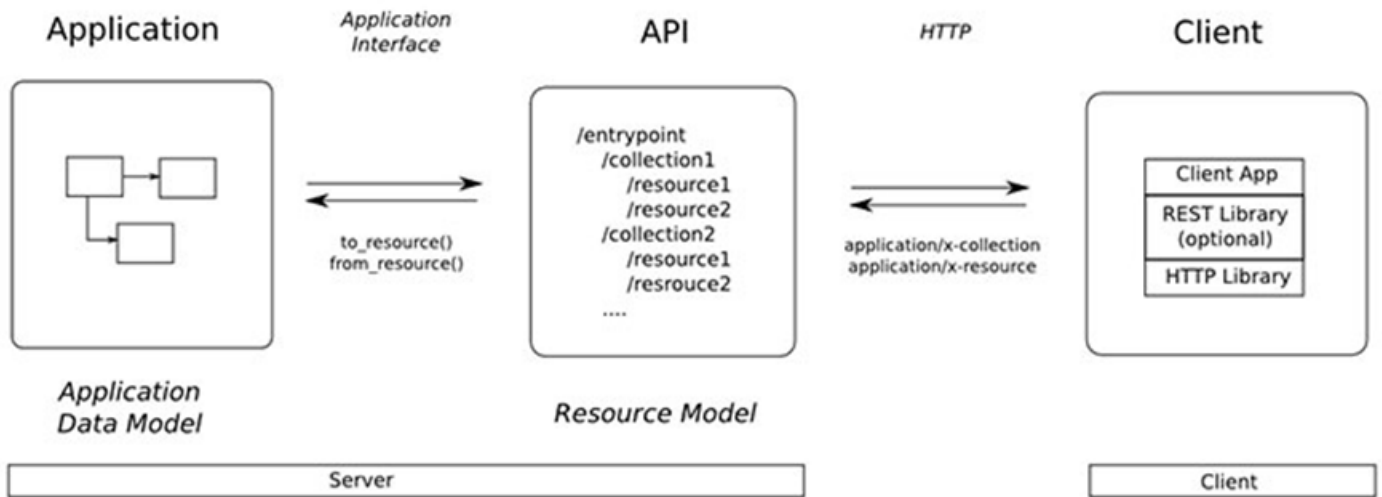 Application
Application
Interface
API
HTTP
Client
/entrypoint
/collection1
/resource1
/resource2
/collection2
/resource1
/resrouce2
....
to_resource()
from_resource()
application/x-collection
application/x-resource
Client App
REST Library
(optional)
HTTP Library
Application
Data Model
Resource Model
Server
Client